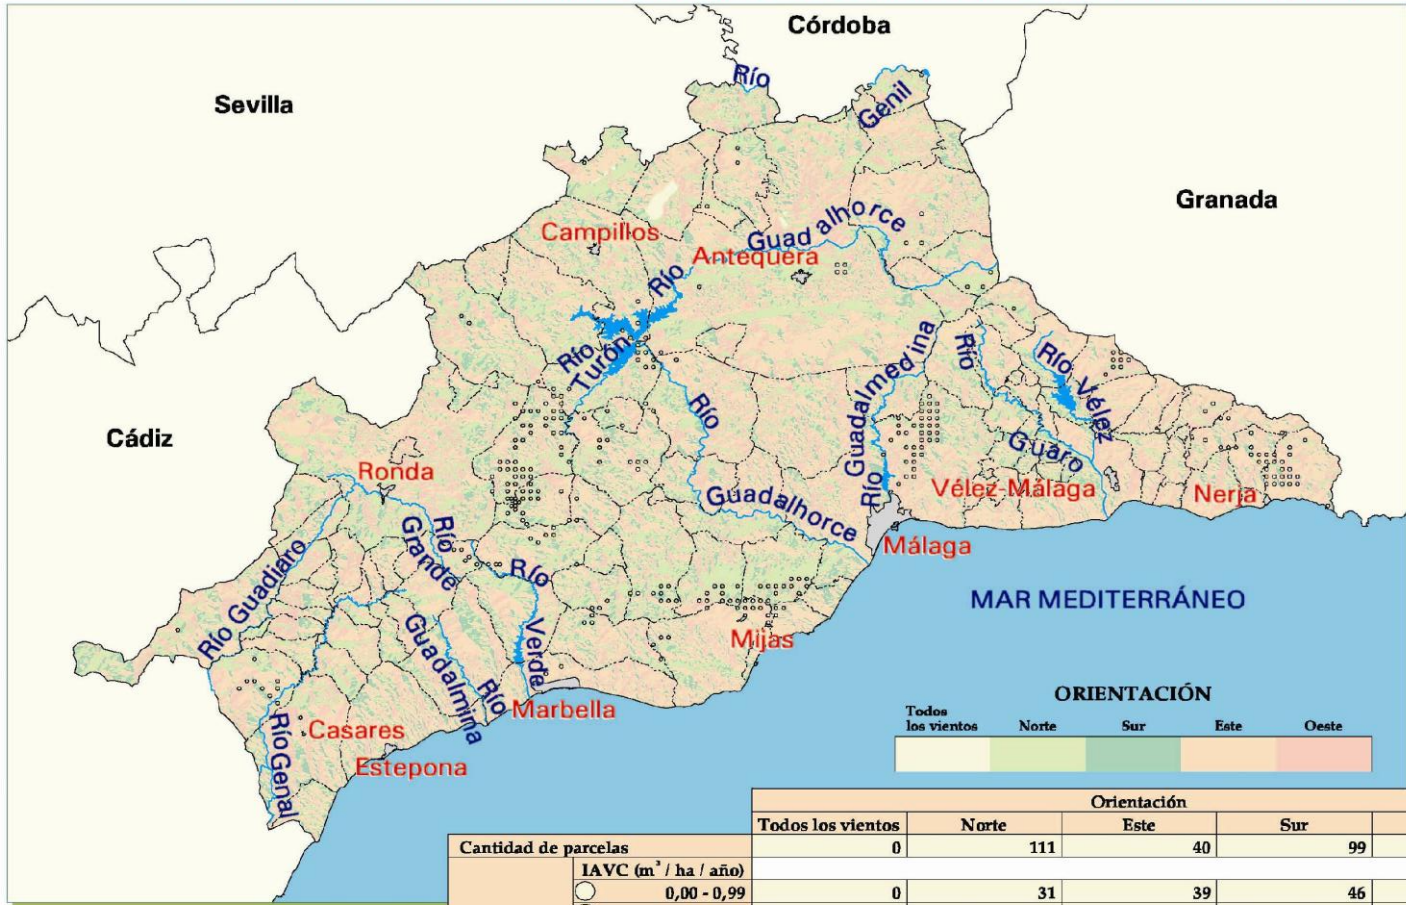 Córdoba
Río
Sevilla
Genil
Granada
Campillos
Guadalhorce
Antequera
Río
Río
Turón
Guadalmedina
Río
Río Vélez
Río
Cádiz
Guaro
Ronda
Vélez-Málaga
Nerja
Río
Guadalhorce
Río
Grande
Málaga
Río Guadiaro
Río
MAR MEDITERRÁNEO
Guadalmina
Río
Verde
Mijas
Río
Marbella
Casares
Río Genal
Estepona
ORIENTACIÓN
Todos los vientos Norte Sur Este Oeste
Orientación
Todos los vientos Norte Este Sur
Cantidad de parcelas 0 111 40 99
IAVC (m³ / ha / año)
0,00 - 0,99 0 31 39 46